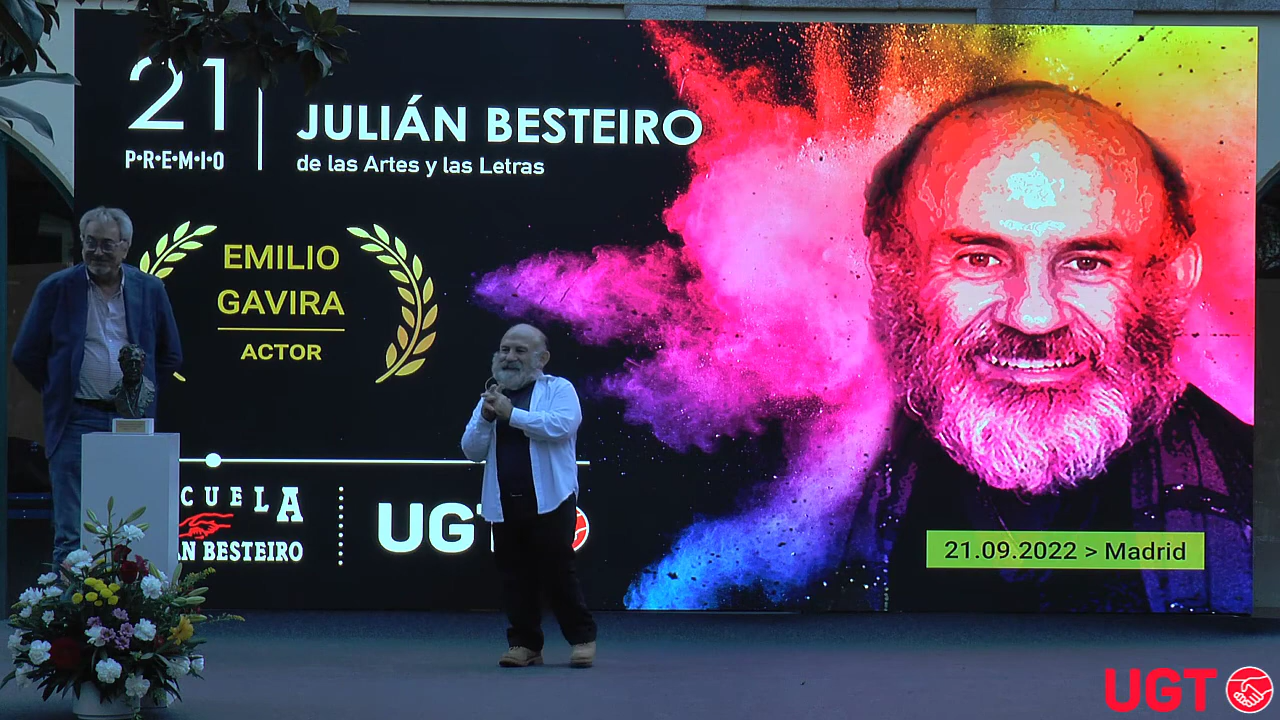 21
P·R·E·M·I·O
JULIÁN BESTEIRO
de las Artes y las Letras
EMILIO
GAVIRA
ACTOR
CUELA
AN BESTEIRO
UGT
21.09.2022 > Madrid
UGT